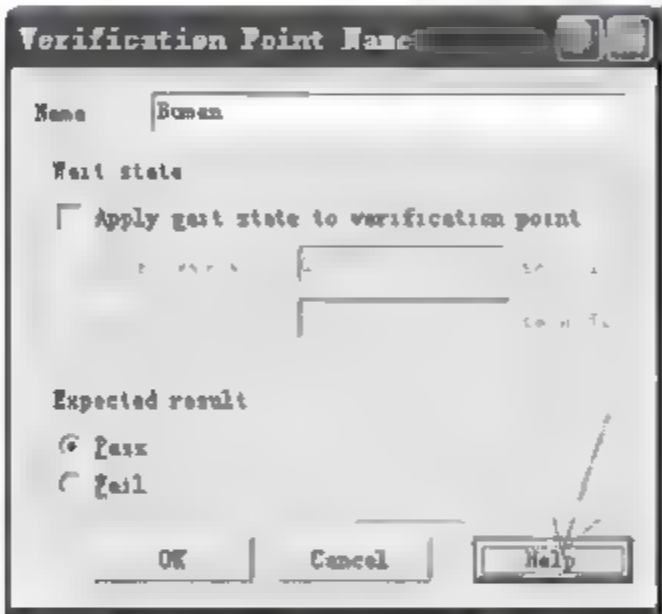 Verification Point Name
Name
Wait state
Apply wait state to verification point
Expected result
Pass
Fail
OK
Cancel
Help